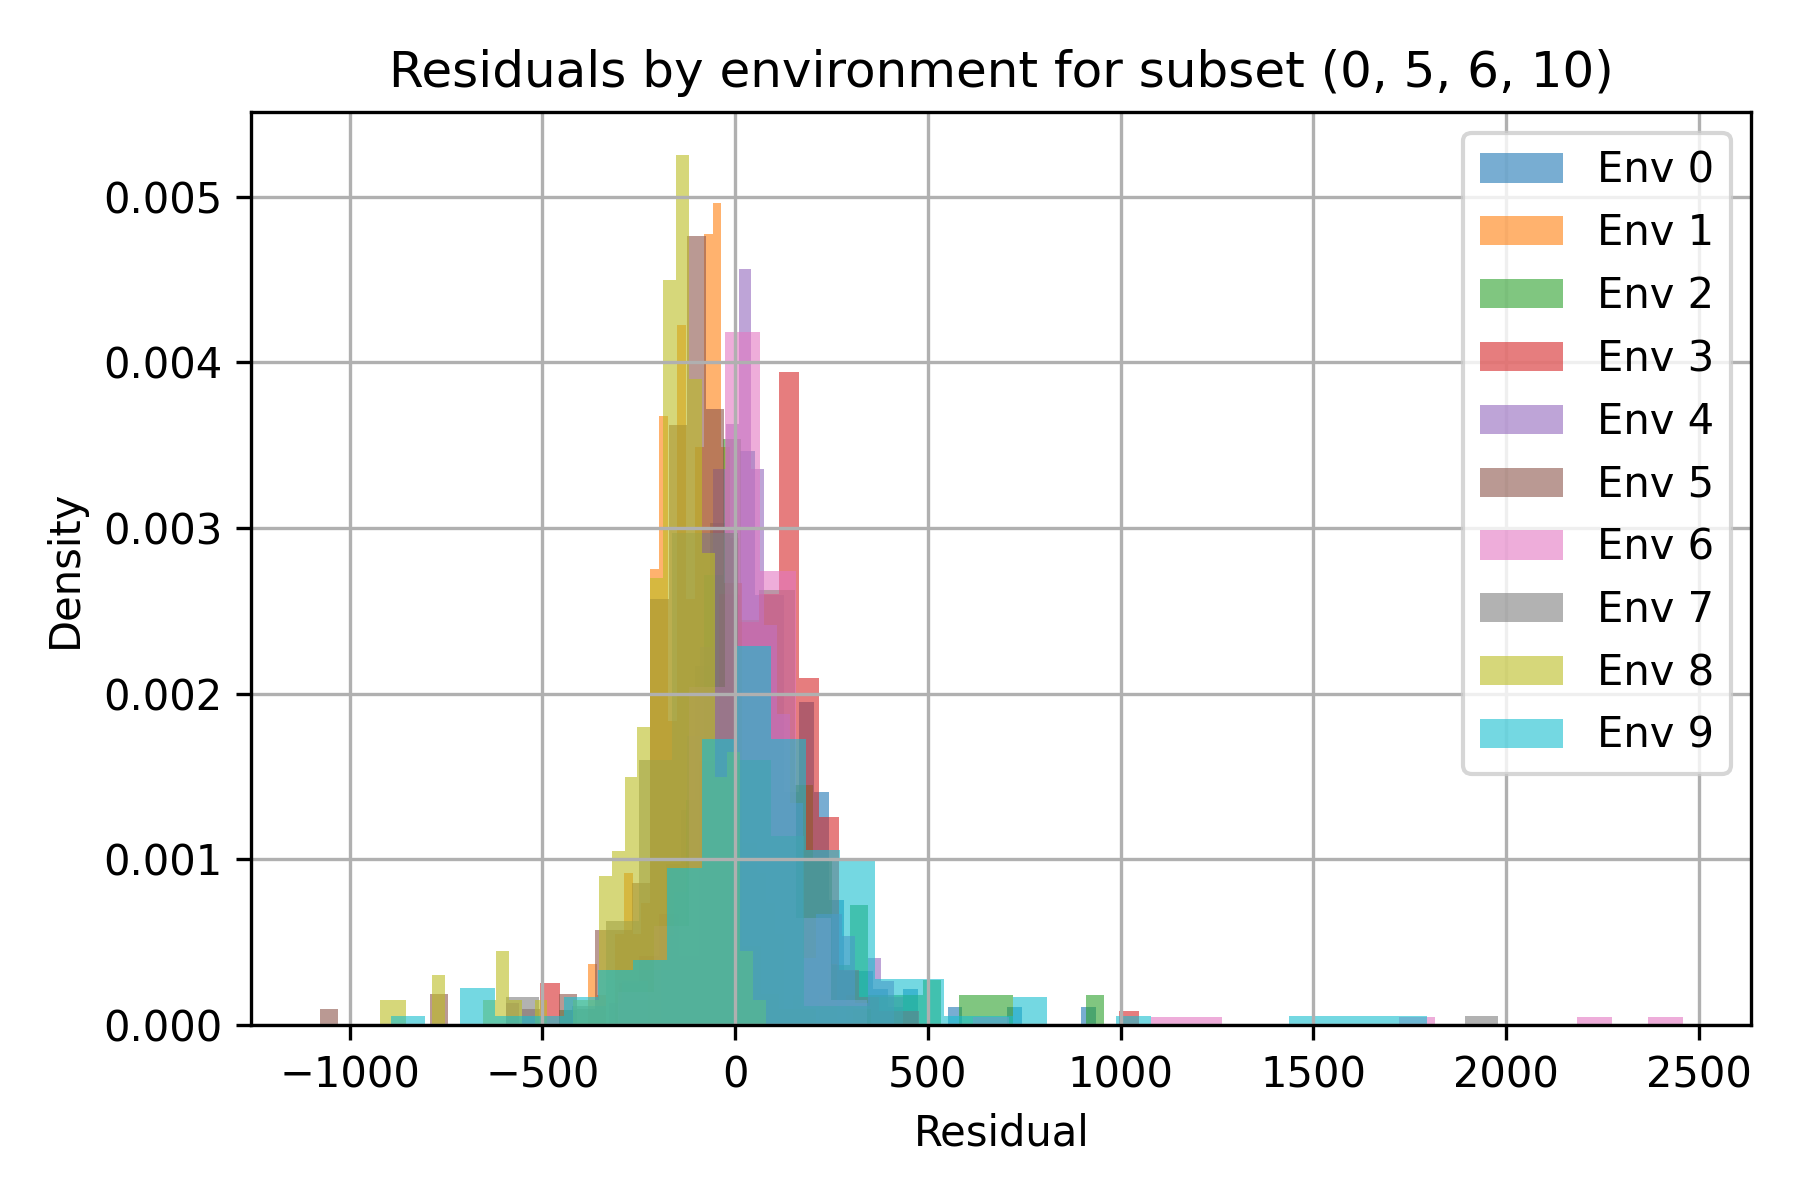 Residuals by environment for subset (0, 5, 6, 10)
Env 0
Env 1
Env 2
Env 3
Env 4
Env 5
Env 6
Env 7
Env 8
Env 9
Density
0.005
0.004
0.003
0.002
0.001
0.000
−1000 −500 0 500 1000 1500 2000 2500
Residual